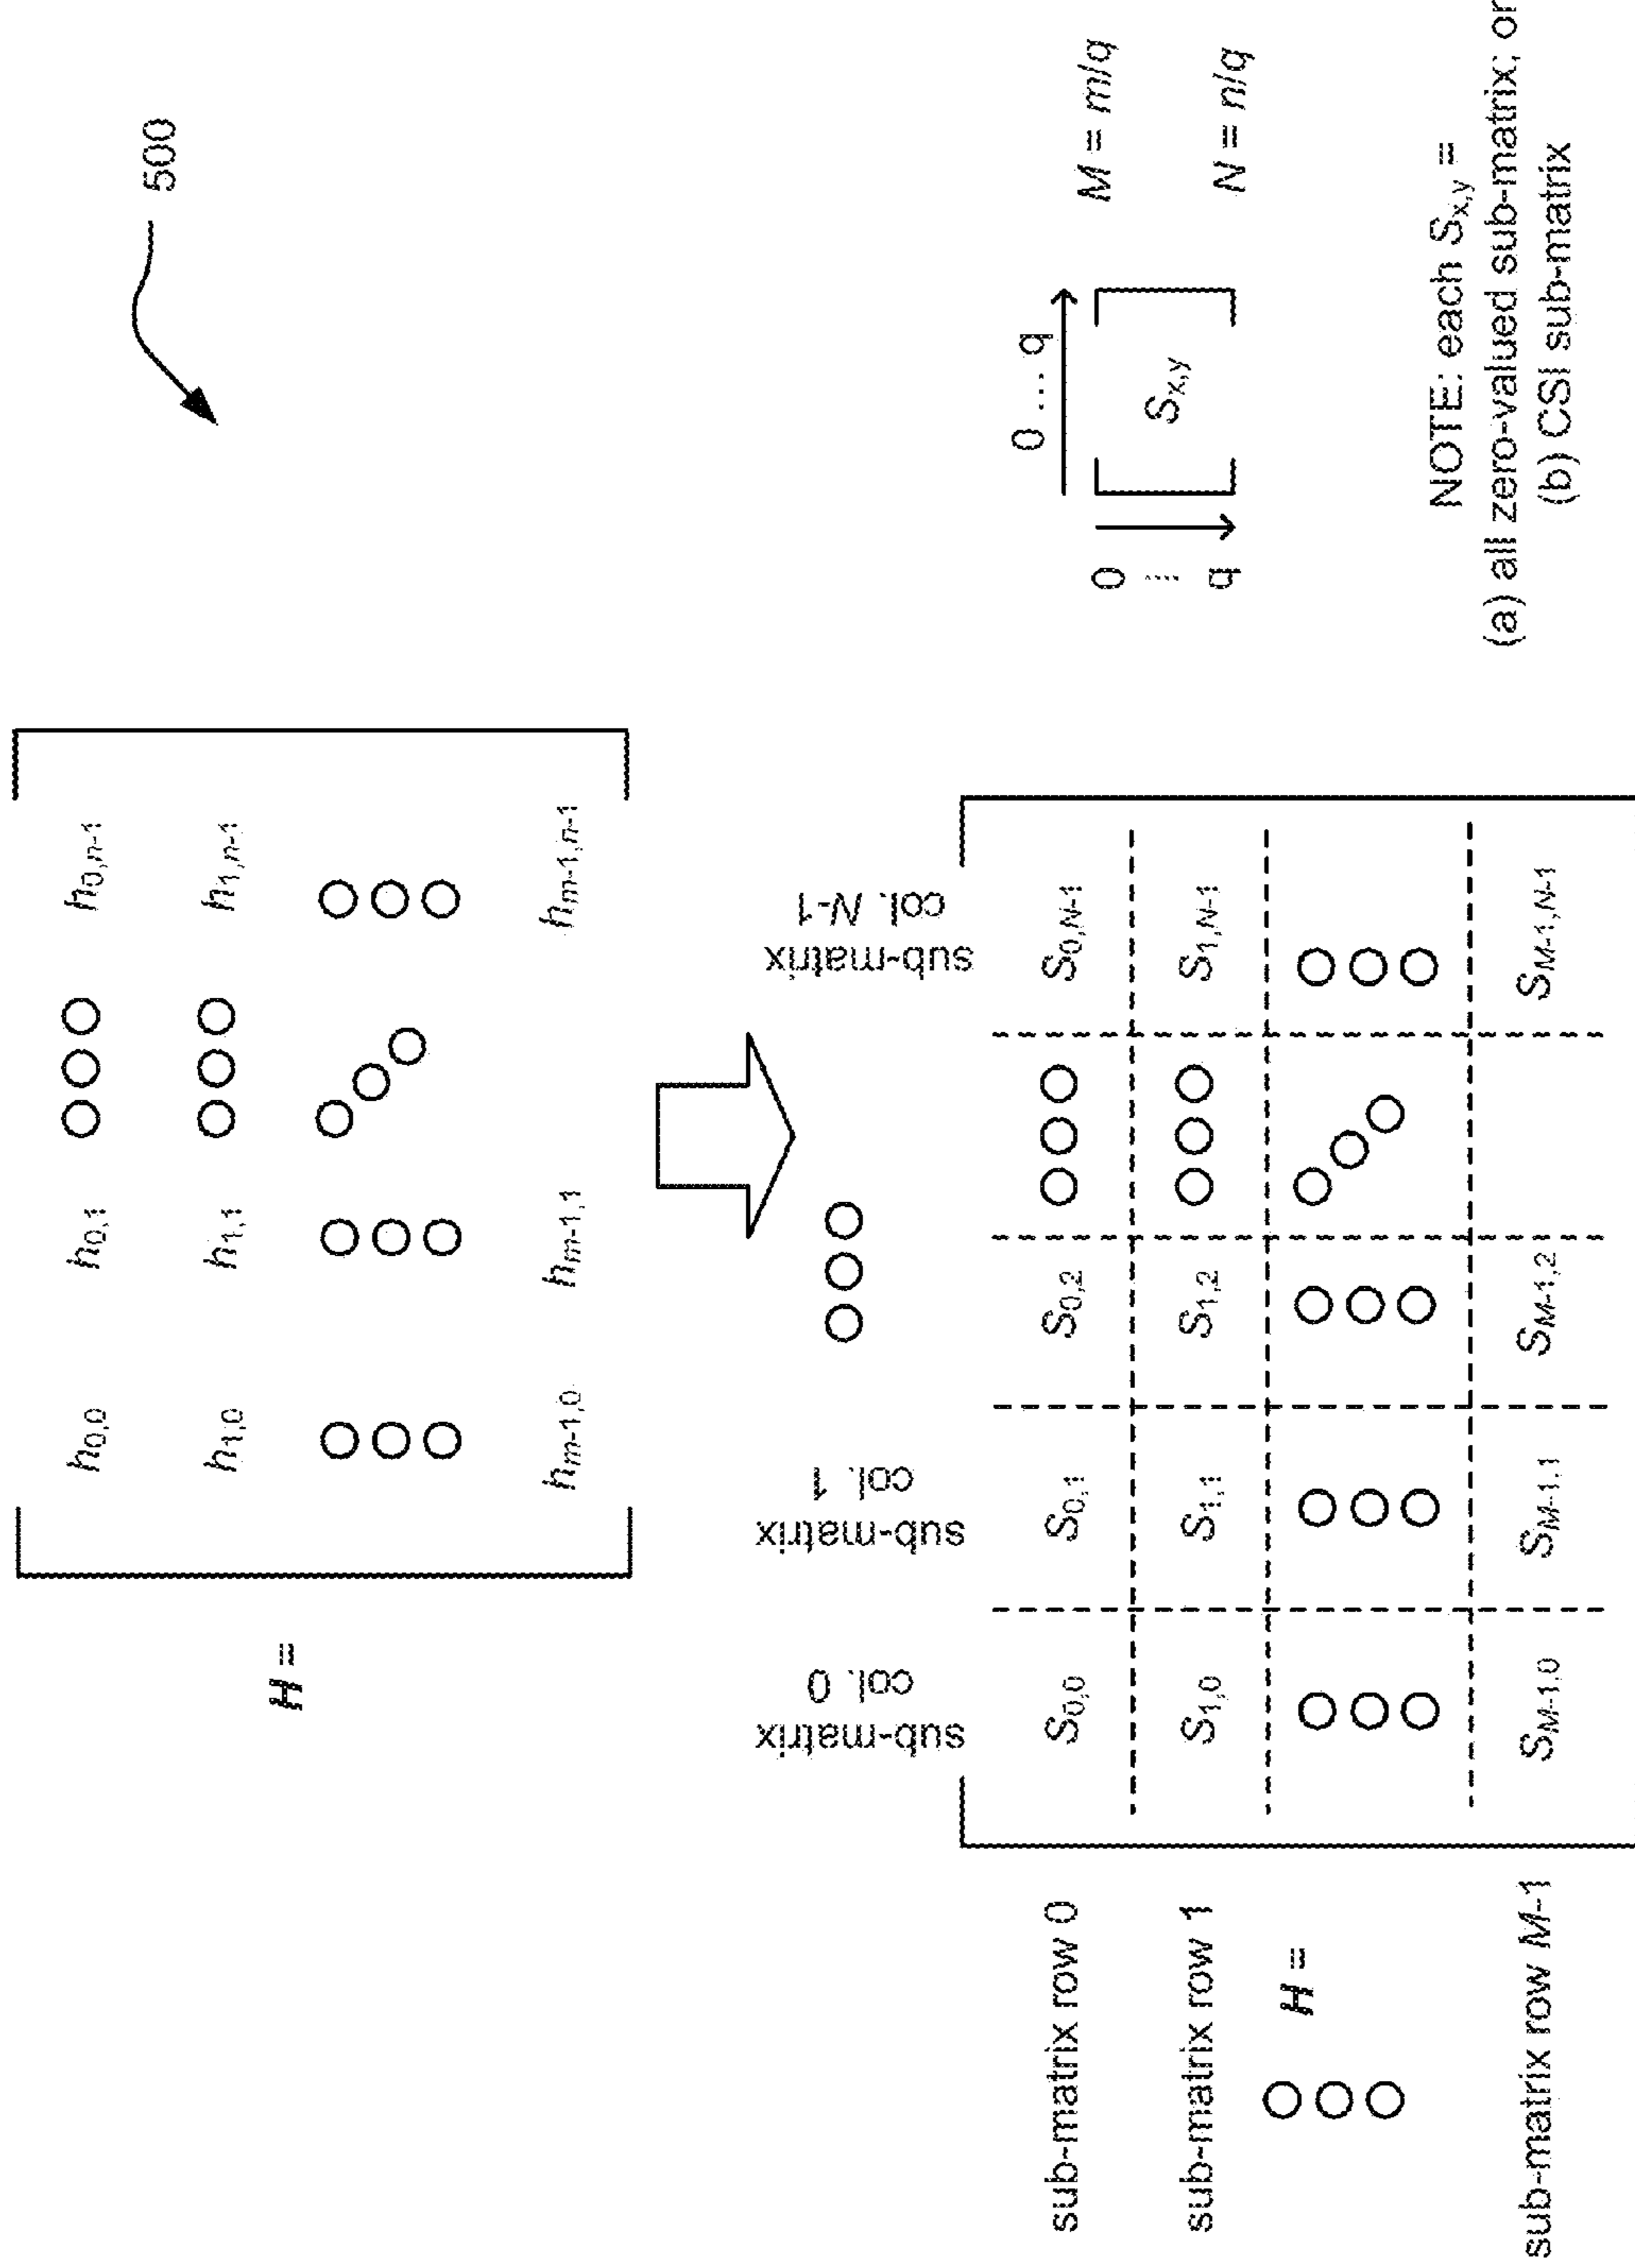 500
H =
h0,0 h0,1 h0,n-1
h1,0 h1,1 h1,n-1
hm-1,0 hm-1,1 hm-1,n-1
sub-matrix
col. 0
sub-matrix
col. 1
sub-matrix
col. N-1
sub-matrix row 0
sub-matrix row 1
H =
sub-matrix row M-1
S0,0 S0,1 S0,2 S0,N-1
S1,0 S1,1 S1,2 S1,N-1
SM-1,0 SM-1,1 SM-1,2 SM-1,N-1
0 ... q
0
...
q
Sx,y
M = m/q
N = n/q
NOTE: each Sx,y =
(a) all zero-valued sub-matrix; or
(b) CSI sub-matrix